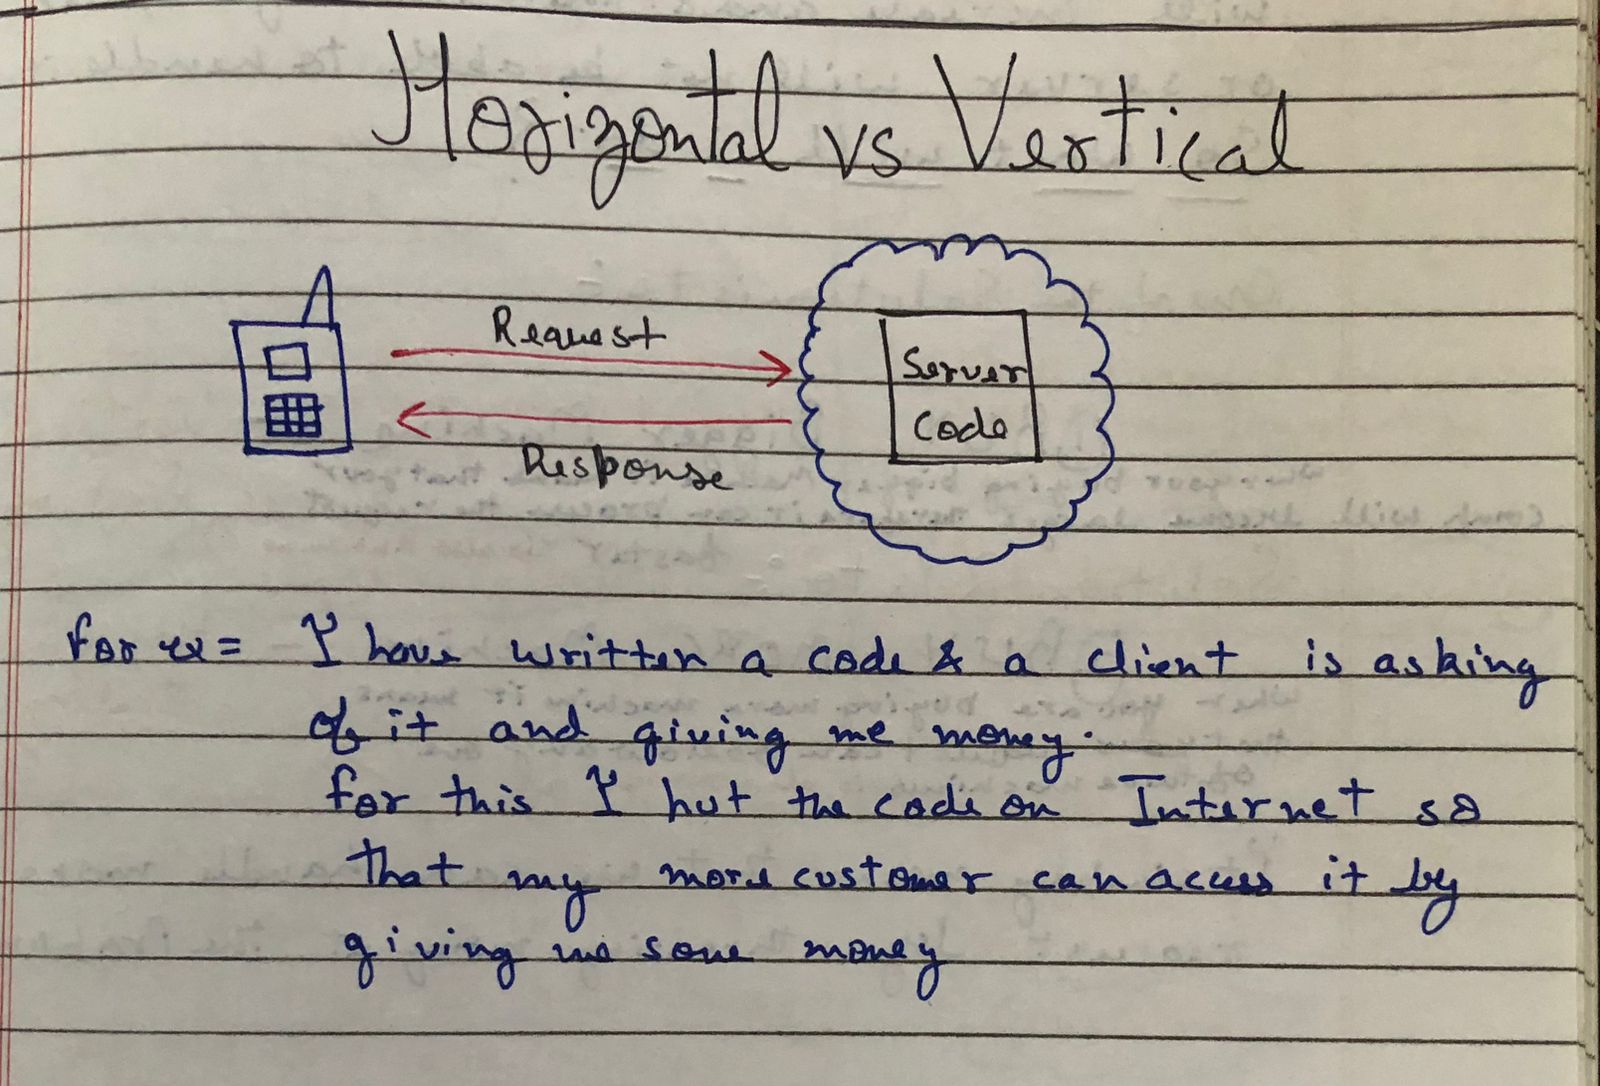 Horizontal vs Vertical
Request
Server
Code
Response
for ex = I have written a code & a client is asking
of it and giving me money.
for this I put the code on Internet so
that my more customer can access it by
giving me some money